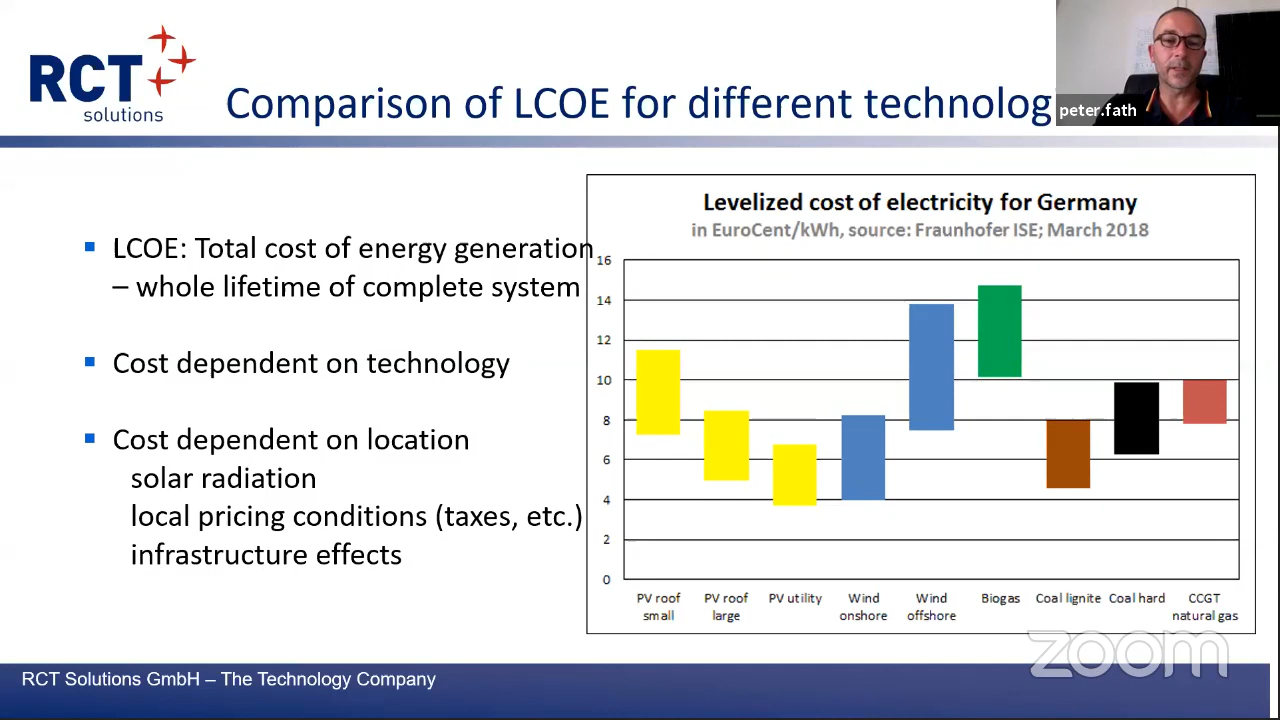 RCT
solutions
Comparison of LCOE for different technolog
peter.fath
▪ LCOE: Total cost of energy generation
– whole lifetime of complete system
▪ Cost dependent on technology
▪ Cost dependent on location
solar radiation
local pricing conditions (taxes, etc.)
infrastructure effects
Levelized cost of electricity for Germany
in EuroCent/kWh, source: Fraunhofer ISE; March 2018
16
14
12
10
8
6
4
2
0
PV roof small
PV roof large
PV utility
Wind onshore
Wind offshore
Biogas
Coal lignite
Coal hard
CCGT natural gas
zoom
RCT Solutions GmbH – The Technology Company